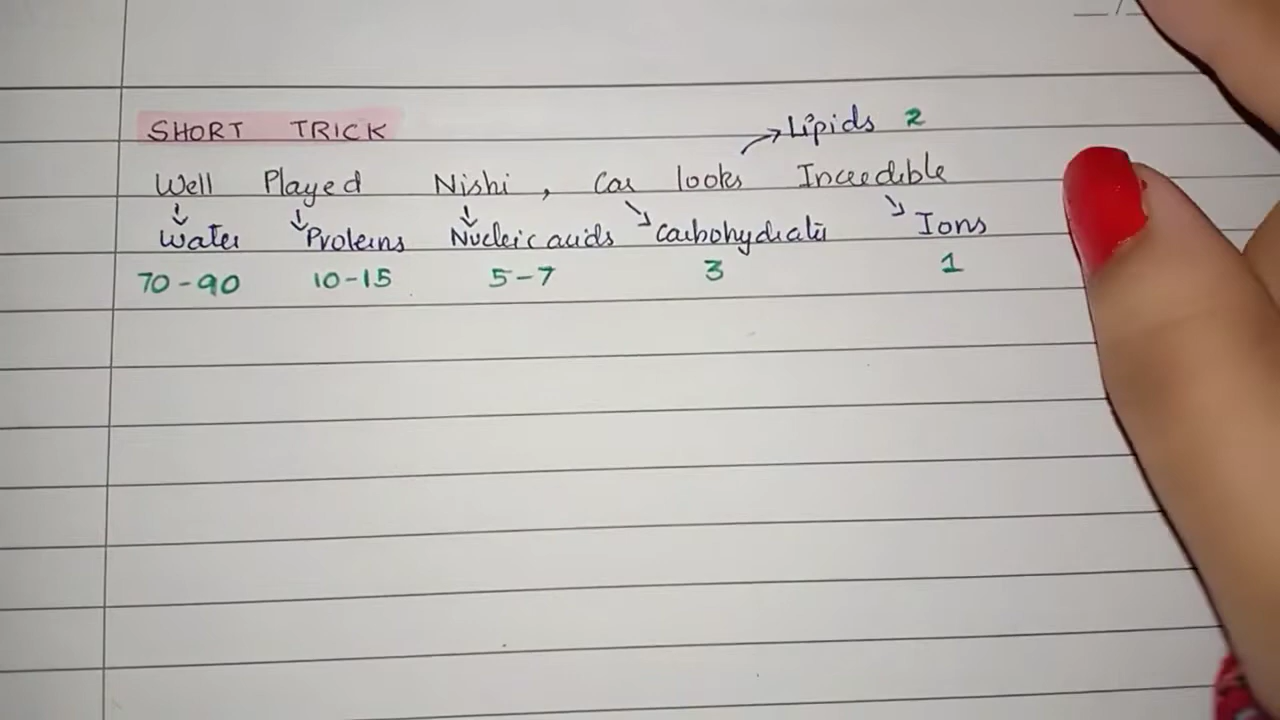 SHORT TRICK
→ Lipids 2
Well Played Nishi, Car looks Incredible
↓ Water ↓ Proteins ↓ Nucleic acids ↘ Carbohydrates ↘ Ions
70-90 10-15 5-7 3 1